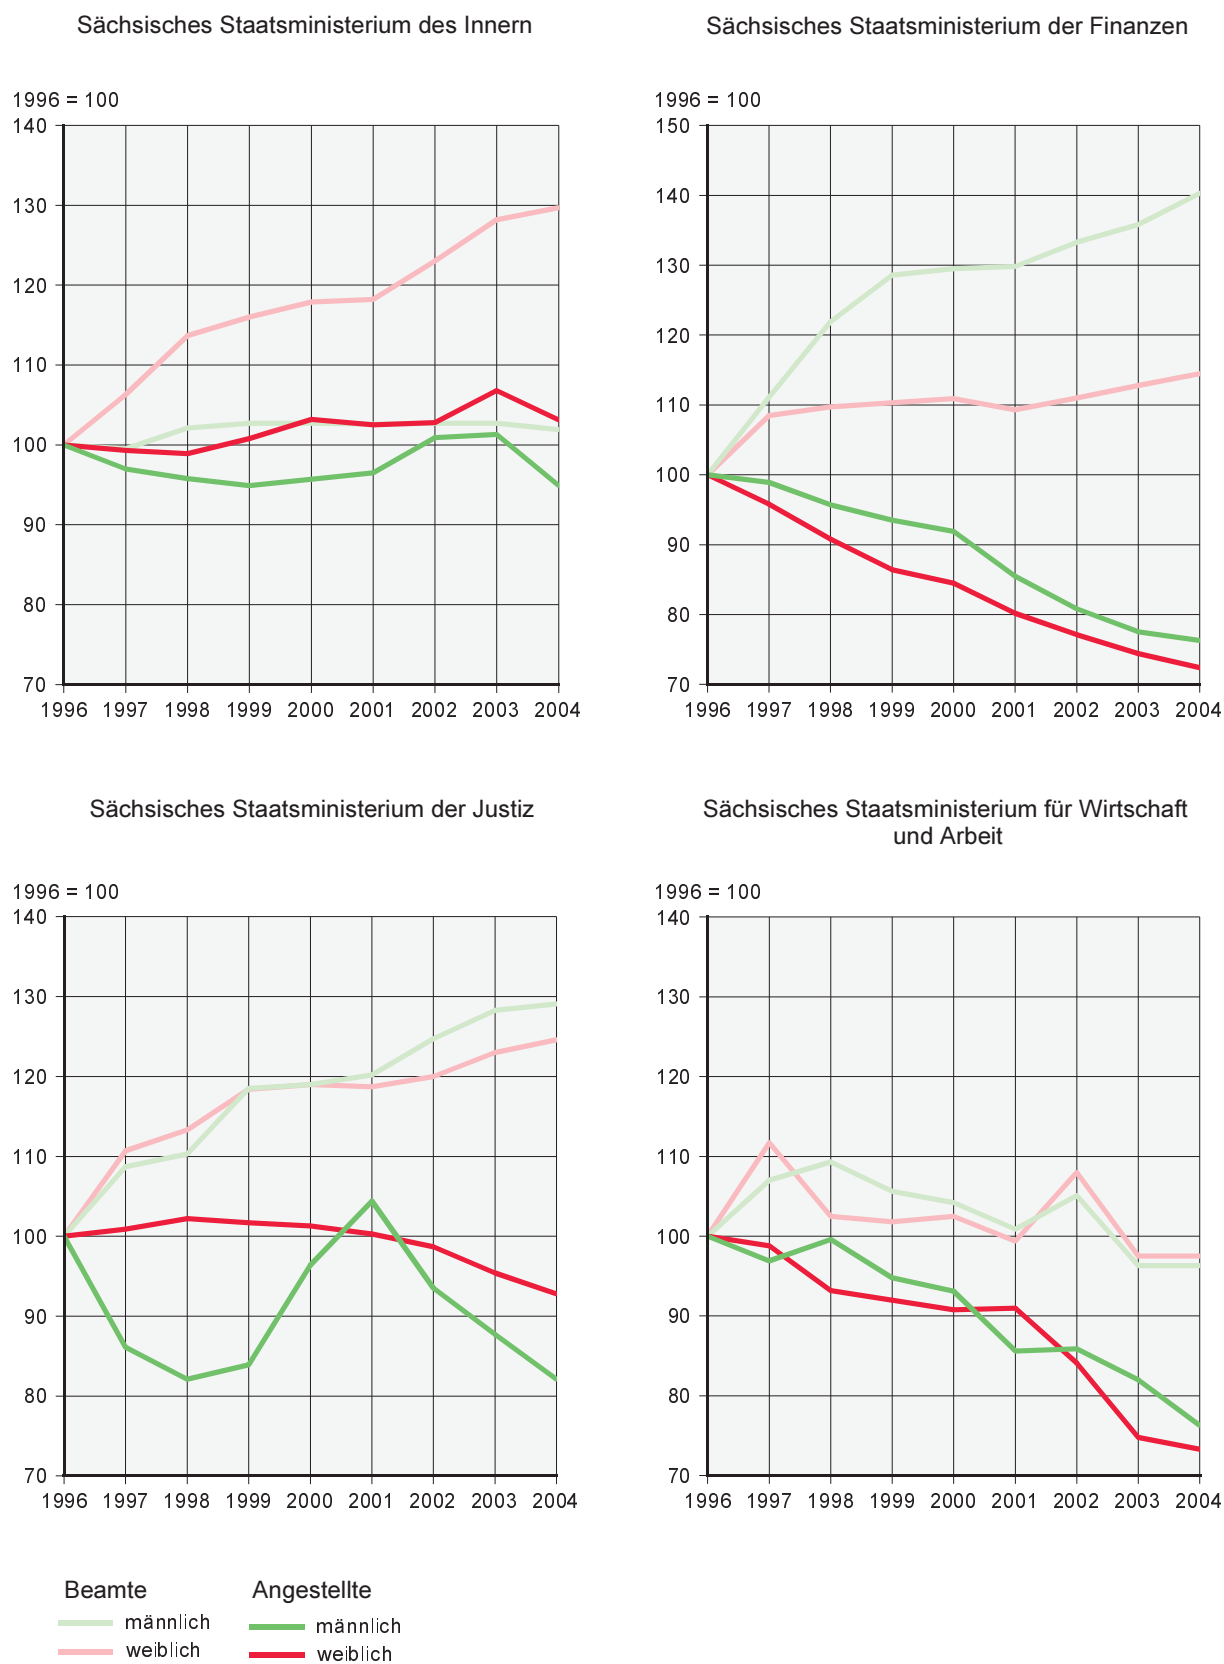 Sächsisches Staatsministerium des Innern
1996 = 100
140
130
120
110
100
90
80
70
1996 1997 1998 1999 2000 2001 2002 2003 2004
Sächsisches Staatsministerium der Finanzen
1996 = 100
150
140
130
120
110
100
90
80
70
1996 1997 1998 1999 2000 2001 2002 2003 2004
Sächsisches Staatsministerium der Justiz
1996 = 100
140
130
120
110
100
90
80
70
1996 1997 1998 1999 2000 2001 2002 2003 2004
Sächsisches Staatsministerium für Wirtschaft
und Arbeit
1996 = 100
140
130
120
110
100
90
80
70
1996 1997 1998 1999 2000 2001 2002 2003 2004
Beamte
männlich
weiblich
Angestellte
männlich
weiblich